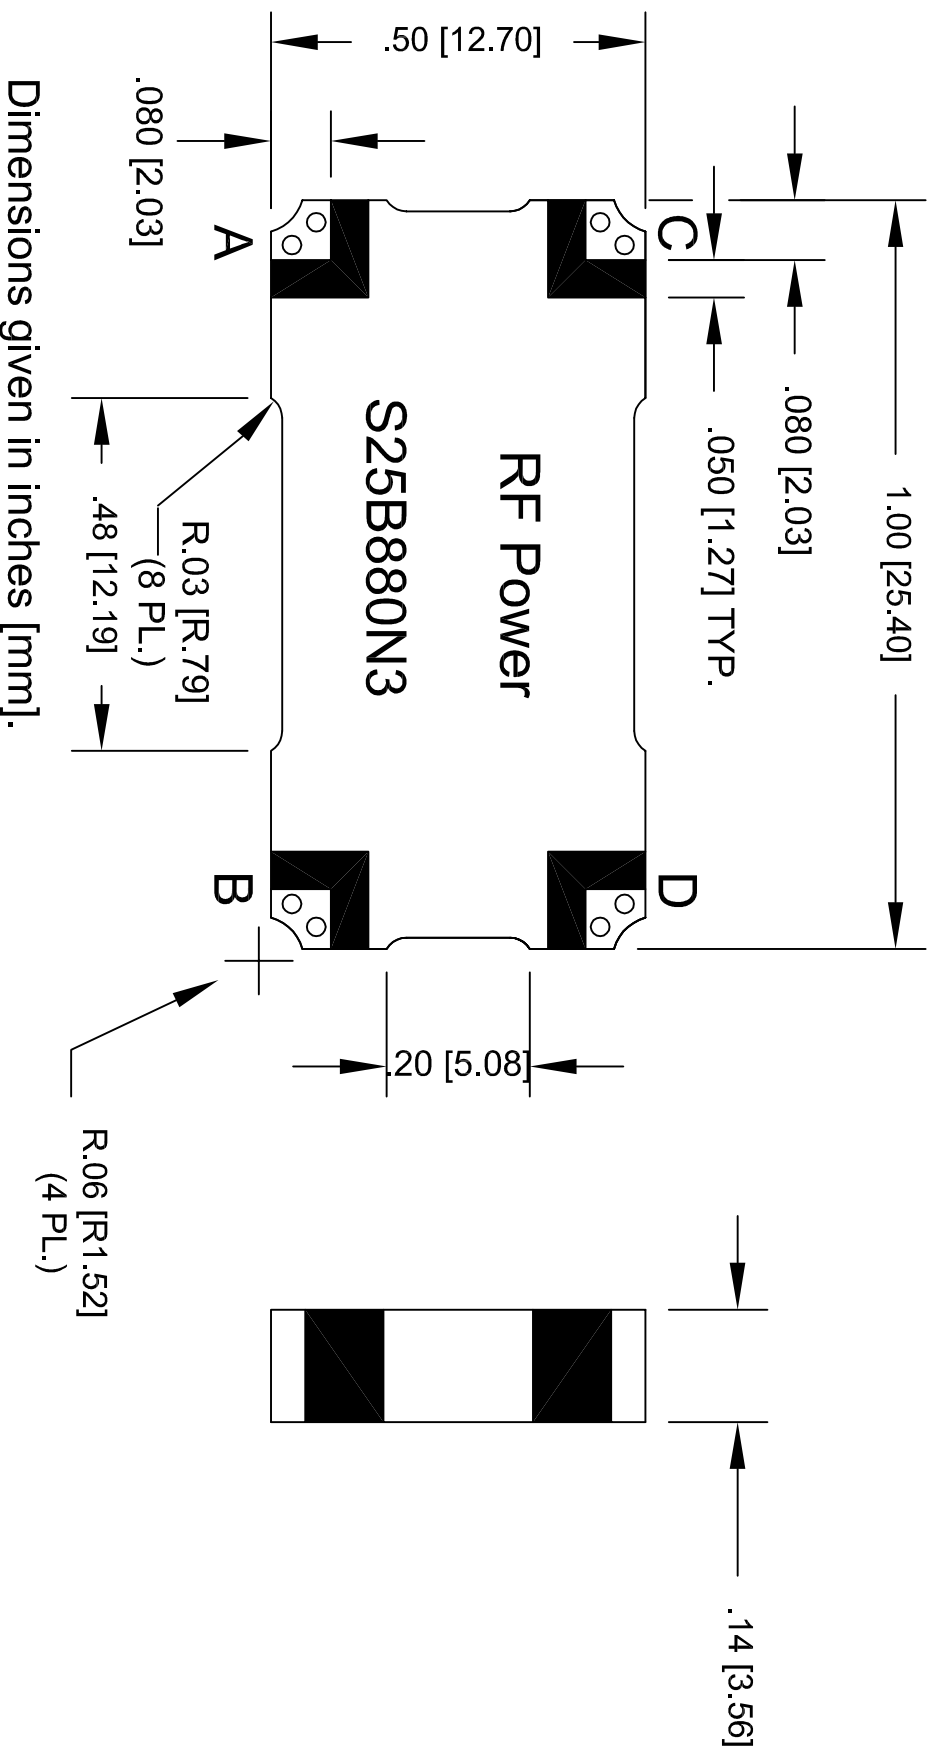 1.00 [25.40]
.080 [2.03]
.050 [1.27] TYP.
.50 [12.70]
C
D
RF Power
S25B880N3
A
B
.080 [2.03]
R.03 [R.79]
(8 PL.)
.48 [12.19]
.20 [5.08]
R.06 [R1.52]
(4 PL.)
.14 [3.56]
Dimensions given in inches [mm].